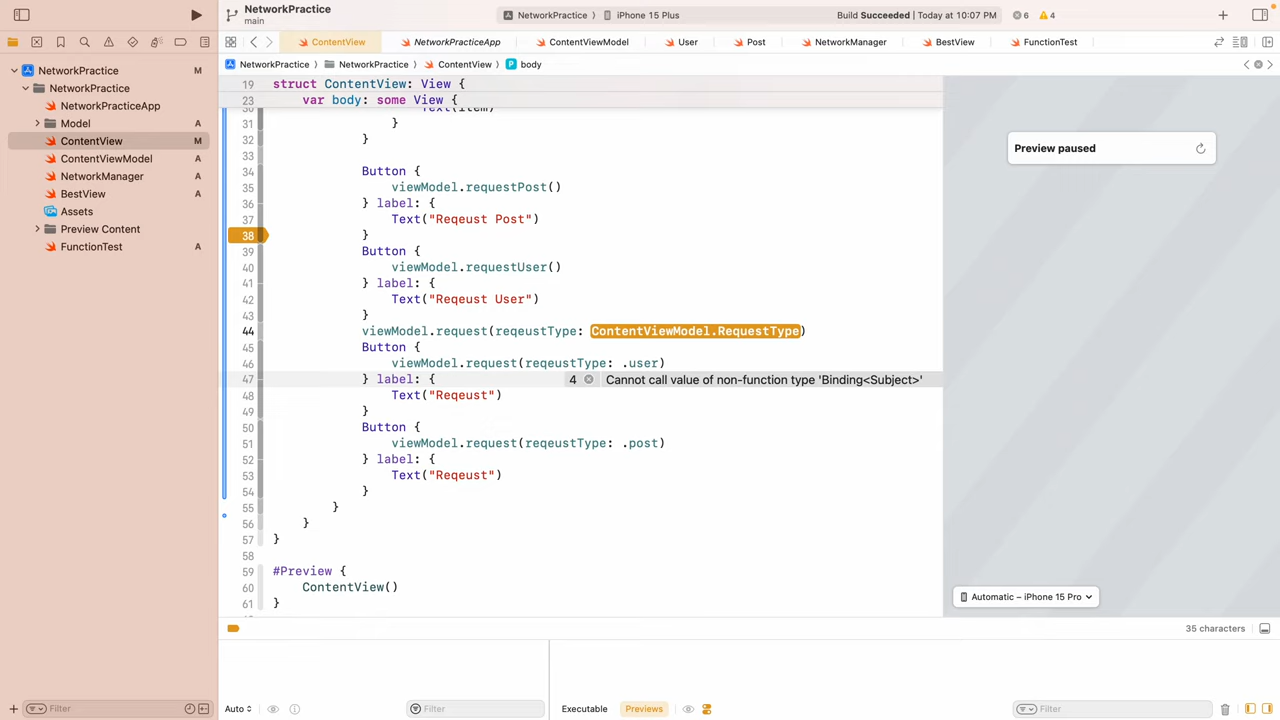 NetworkPractice
main
NetworkPractice
iPhone 15 Plus
Build Succeeded | Today at 10:07 PM
6
4
ContentView
NetworkPracticeApp
ContentViewModel
User
Post
NetworkManager
BestView
FunctionTest
NetworkPractice
NetworkPractice
ContentView
P
body
NetworkPractice M
NetworkPractice
NetworkPracticeApp
Model A
ContentView M
ContentViewModel A
NetworkManager A
BestView A
Assets
Preview Content
FunctionTest A
19 struct ContentView: View {
23 var body: some View {
30 Text(item)
31 }
32 }
33
34 Button {
35 viewModel.requestPost()
36 } label: {
37 Text("Reqeust Post")
38 }
39 Button {
40 viewModel.requestUser()
41 } label: {
42 Text("Reqeust User")
43 }
44 viewModel.request(reqeustType: ContentViewModel.RequestType)
45 Button {
46 viewModel.request(reqeustType: .user)
47 } label: { 4 Cannot call value of non-function type 'Binding<Subject>'
48 Text("Reqeust")
49 }
50 Button {
51 viewModel.request(reqeustType: .post)
52 } label: {
53 Text("Reqeust")
54 }
55 }
56 }
57 }
58
59 #Preview {
60 ContentView()
61 }
Preview paused
Automatic – iPhone 15 Pro
35 characters
Filter
Auto
Filter
Executable
Previews
Filter